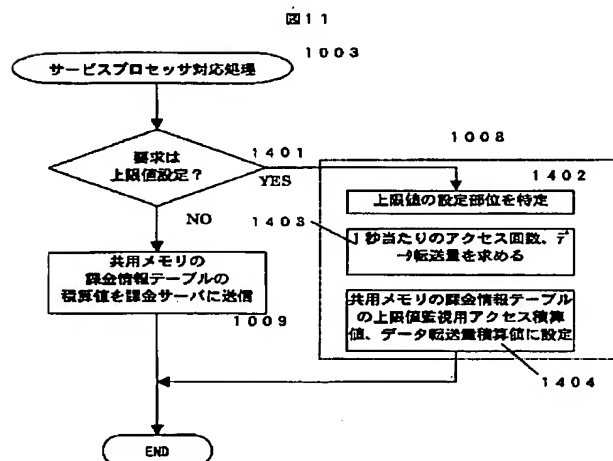 図11
1003
サービスプロセッサ対応処理
要求は
上限値設定？
1401
YES
NO
1008
1402
上限値の設定部位を特定
1403
1秒当たりのアクセス回数、デ
ータ転送量を求める
共用メモリの課金情報テーブル
の上限値監視用アクセス積算
値、データ転送量積算値に設定
1404
共用メモリの
課金情報テーブルの
積算値を課金サーバに送信
1009
END